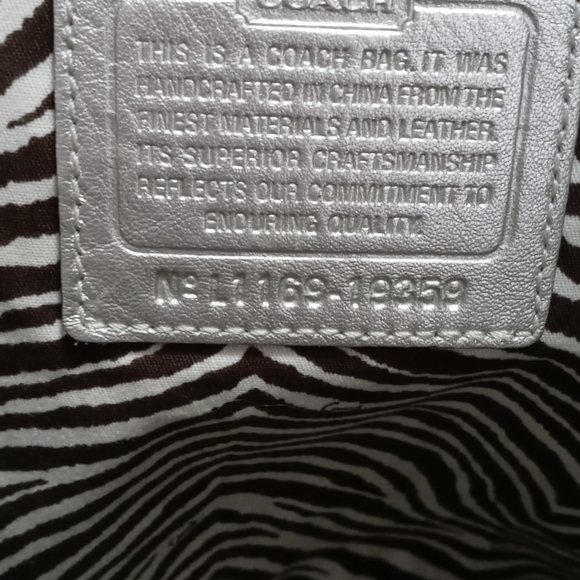 COACH
THIS IS A COACH BAG. IT WAS
HANDCRAFTED IN CHINA FROM THE
FINEST MATERIALS AND LEATHER.
ITS SUPERIOR CRAFTSMANSHIP
REFLECTS OUR COMMITMENT TO
ENDURING QUALITY.
Nº L1169-19359